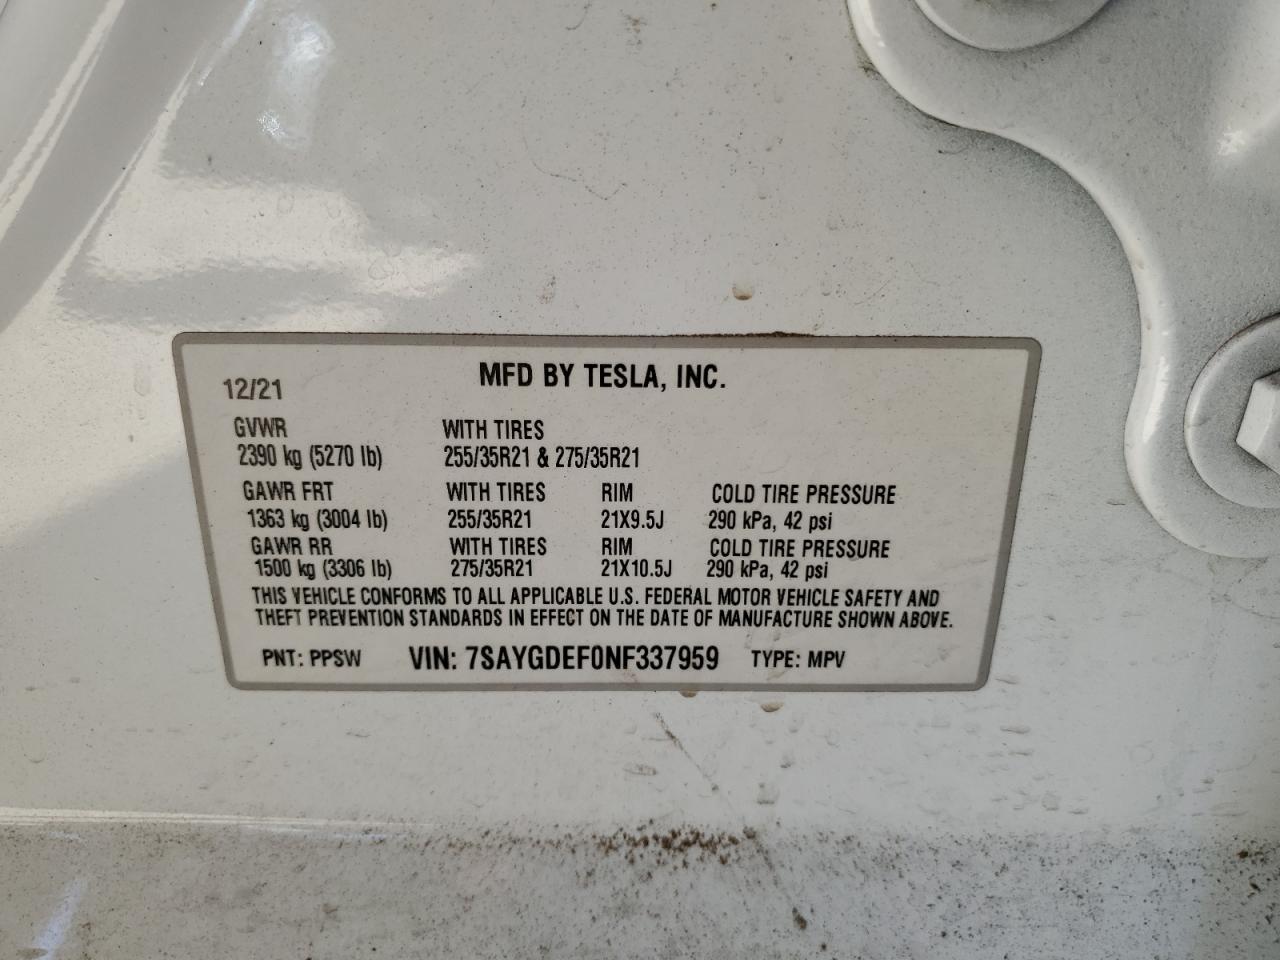 MFD BY TESLA, INC.
12/21
GVWR WITH TIRES
2390 kg (5270 lb) 255/35R21 & 275/35R21
GAWR FRT WITH TIRES RIM COLD TIRE PRESSURE
1363 kg (3004 lb) 255/35R21 21X9.5J 290 kPa, 42 psi
GAWR RR WITH TIRES RIM COLD TIRE PRESSURE
1500 kg (3306 lb) 275/35R21 21X10.5J 290 kPa, 42 psi
THIS VEHICLE CONFORMS TO ALL APPLICABLE U.S. FEDERAL MOTOR VEHICLE SAFETY AND
THEFT PREVENTION STANDARDS IN EFFECT ON THE DATE OF MANUFACTURE SHOWN ABOVE.
PNT: PPSW VIN: 7SAYGDEF0NF337959 TYPE: MPV